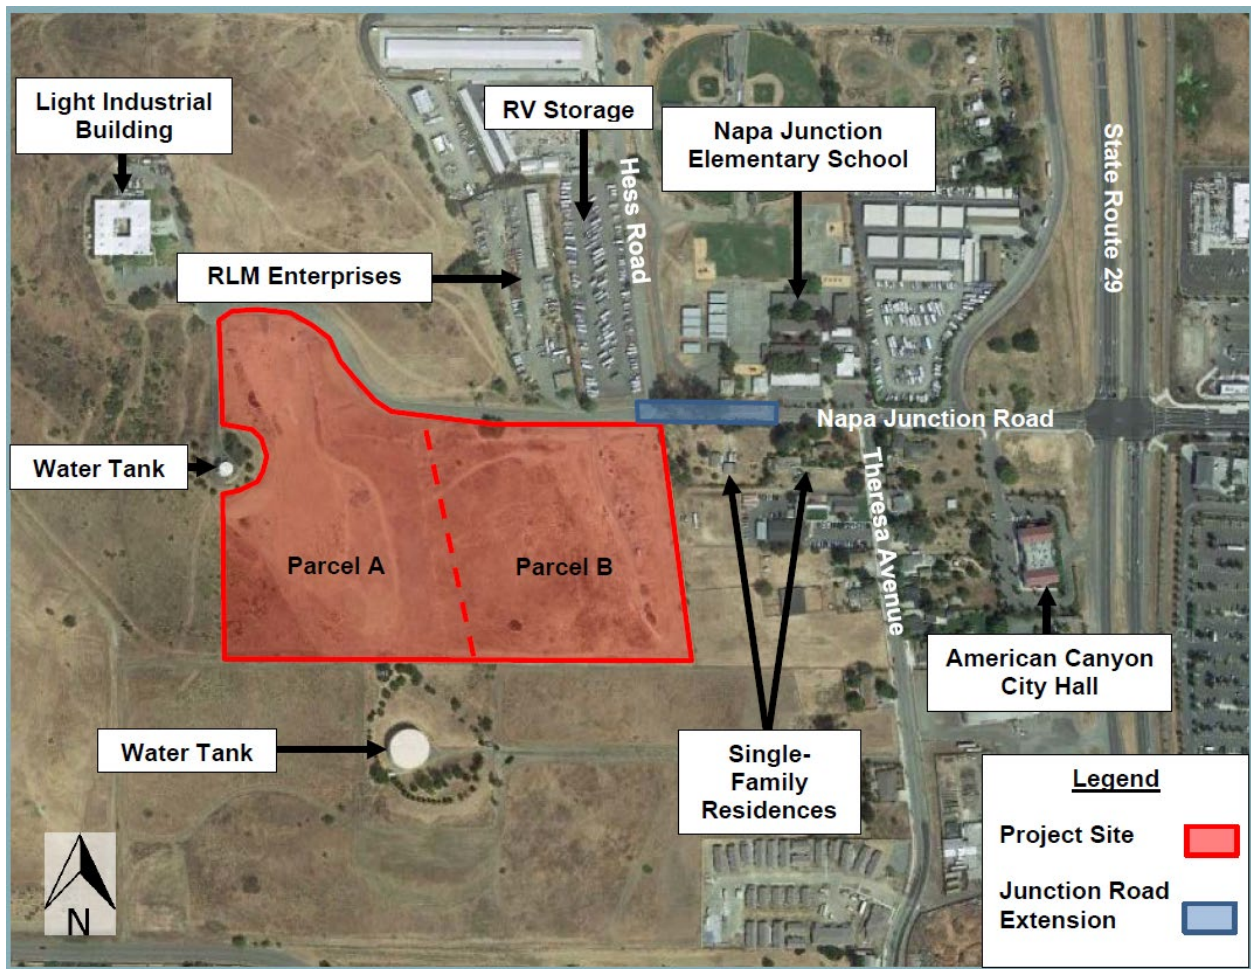 Light Industrial
Building
RV Storage
Napa Junction
Elementary School
State Route 29
Hess Road
RLM Enterprises
Napa Junction Road
Water Tank
Theresa Avenue
Parcel A
Parcel B
American Canyon
City Hall
Water Tank
Single-
Family
Residences
Legend
Project Site
Junction Road
Extension
N